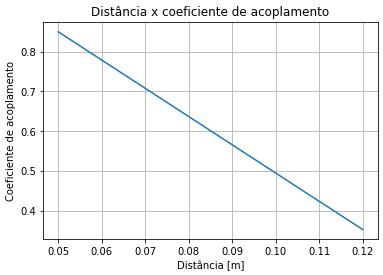 Distância x coeficiente de acoplamento
Coeficiente de acoplamento
0.8
0.7
0.6
0.5
0.4
0.05 0.06 0.07 0.08 0.09 0.10 0.11 0.12
Distância [m]